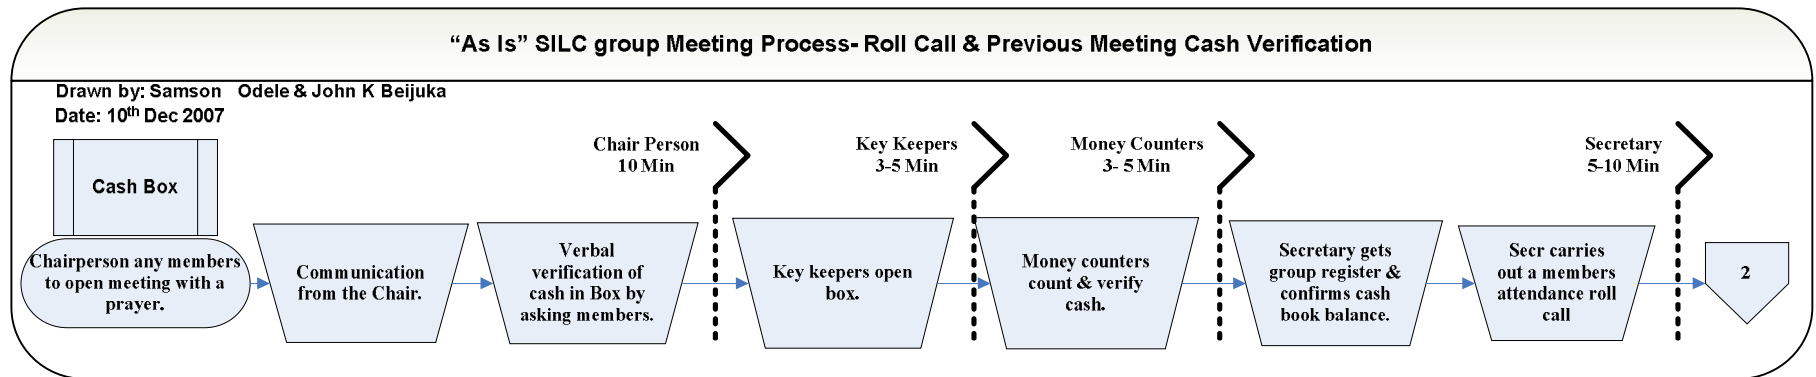 “As Is” SILC group Meeting Process- Roll Call & Previous Meeting Cash Verification
Drawn by: Samson Odele & John K Beijuka
Date: 10th Dec 2007
Cash Box
Chairperson any members
to open meeting with a
prayer.
Communication
from the Chair.
Verbal
verification of
cash in Box by
asking members.
Chair Person
10 Min
Key keepers open
box.
Key Keepers
3-5 Min
Money counters
count & verify
cash.
Money Counters
3- 5 Min
Secretary gets
group register &
confirms cash
book balance.
Secr carries
out a members
attendance roll
call
Secretary
5-10 Min
2